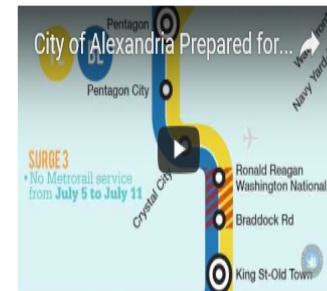 Pentagon
City of Alexandria Prepared for...
BL
Navy Yard
Pentagon City
SURGE 3
• No Metrorail service
from July 5 to July 11
Crystal City
Ronald Reagan
Washington National
Braddock Rd
King St-Old Town